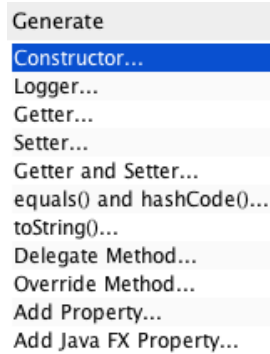 Generate
Constructor...
Logger...
Getter...
Setter...
Getter and Setter...
equals() and hashCode()...
toString()...
Delegate Method...
Override Method...
Add Property...
Add Java FX Property...